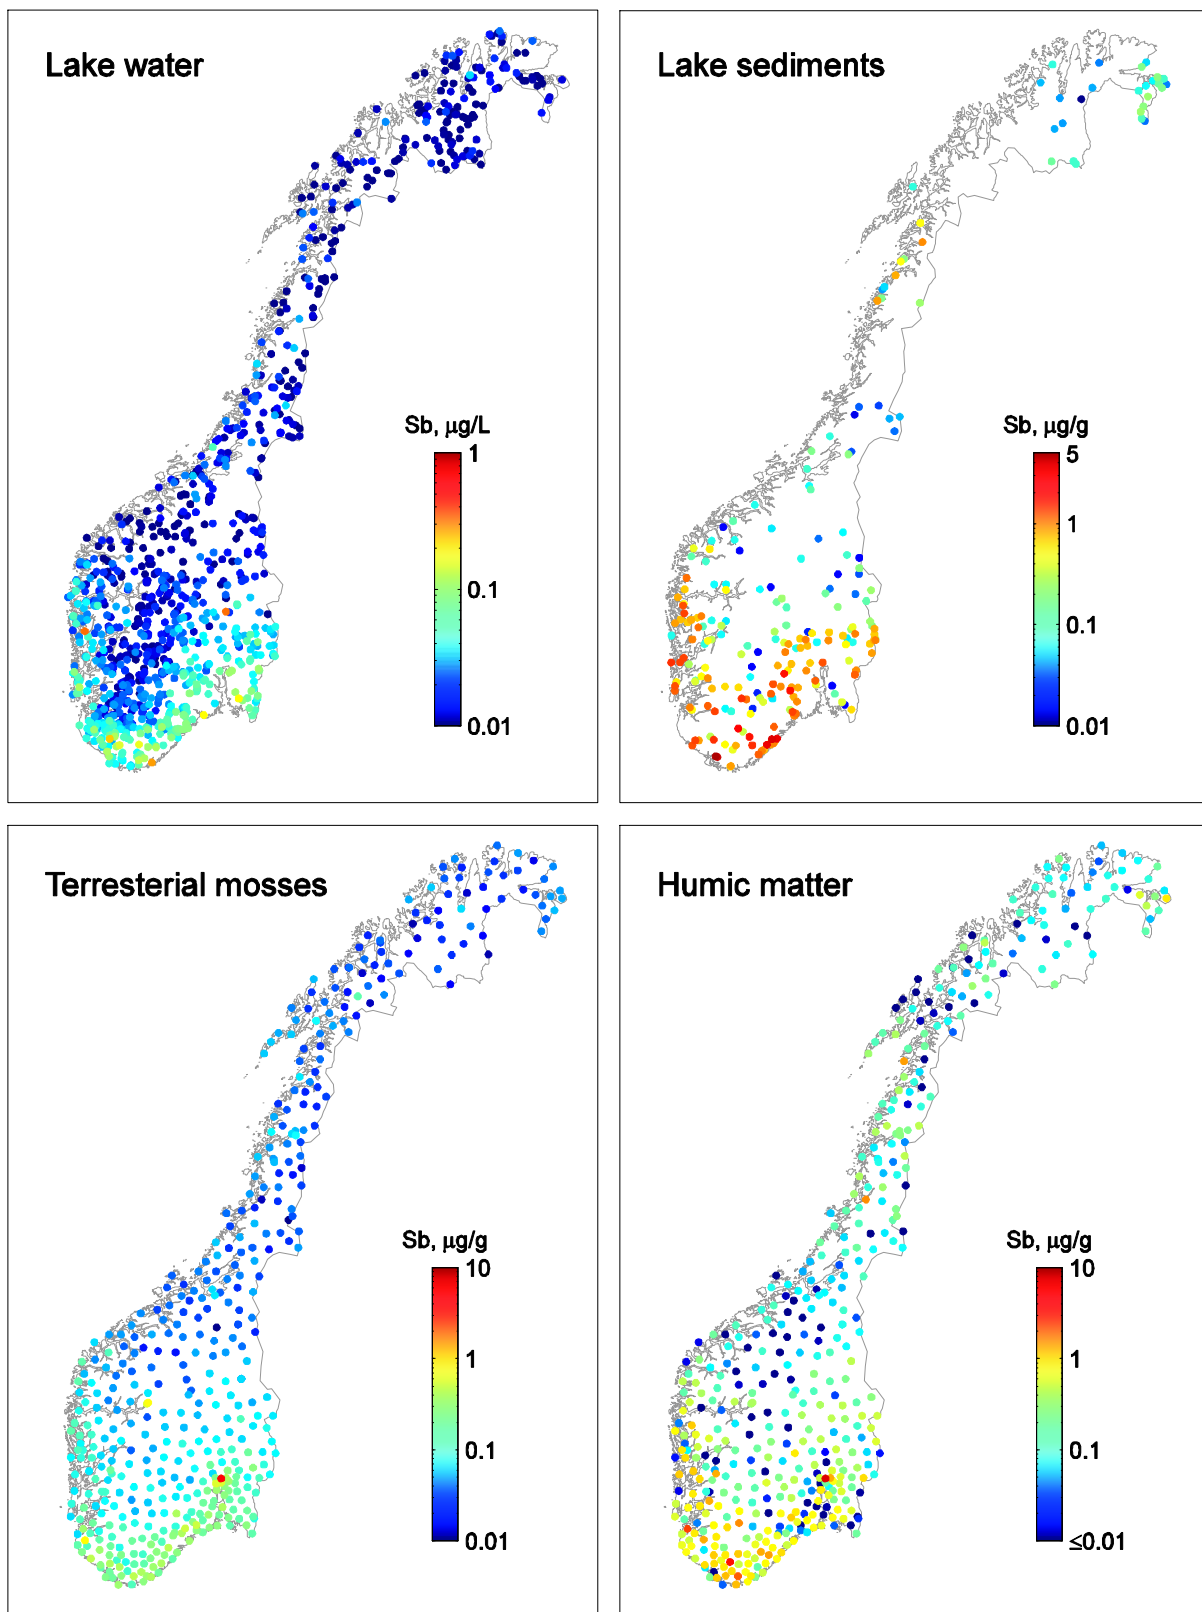 Lake water
Sb, μg/L
1
0.1
0.01
Lake sediments
Sb, μg/g
5
1
0.1
0.01
Terresterial mosses
Sb, μg/g
10
1
0.1
0.01
Humic matter
Sb, μg/g
10
1
0.1
≤0.01